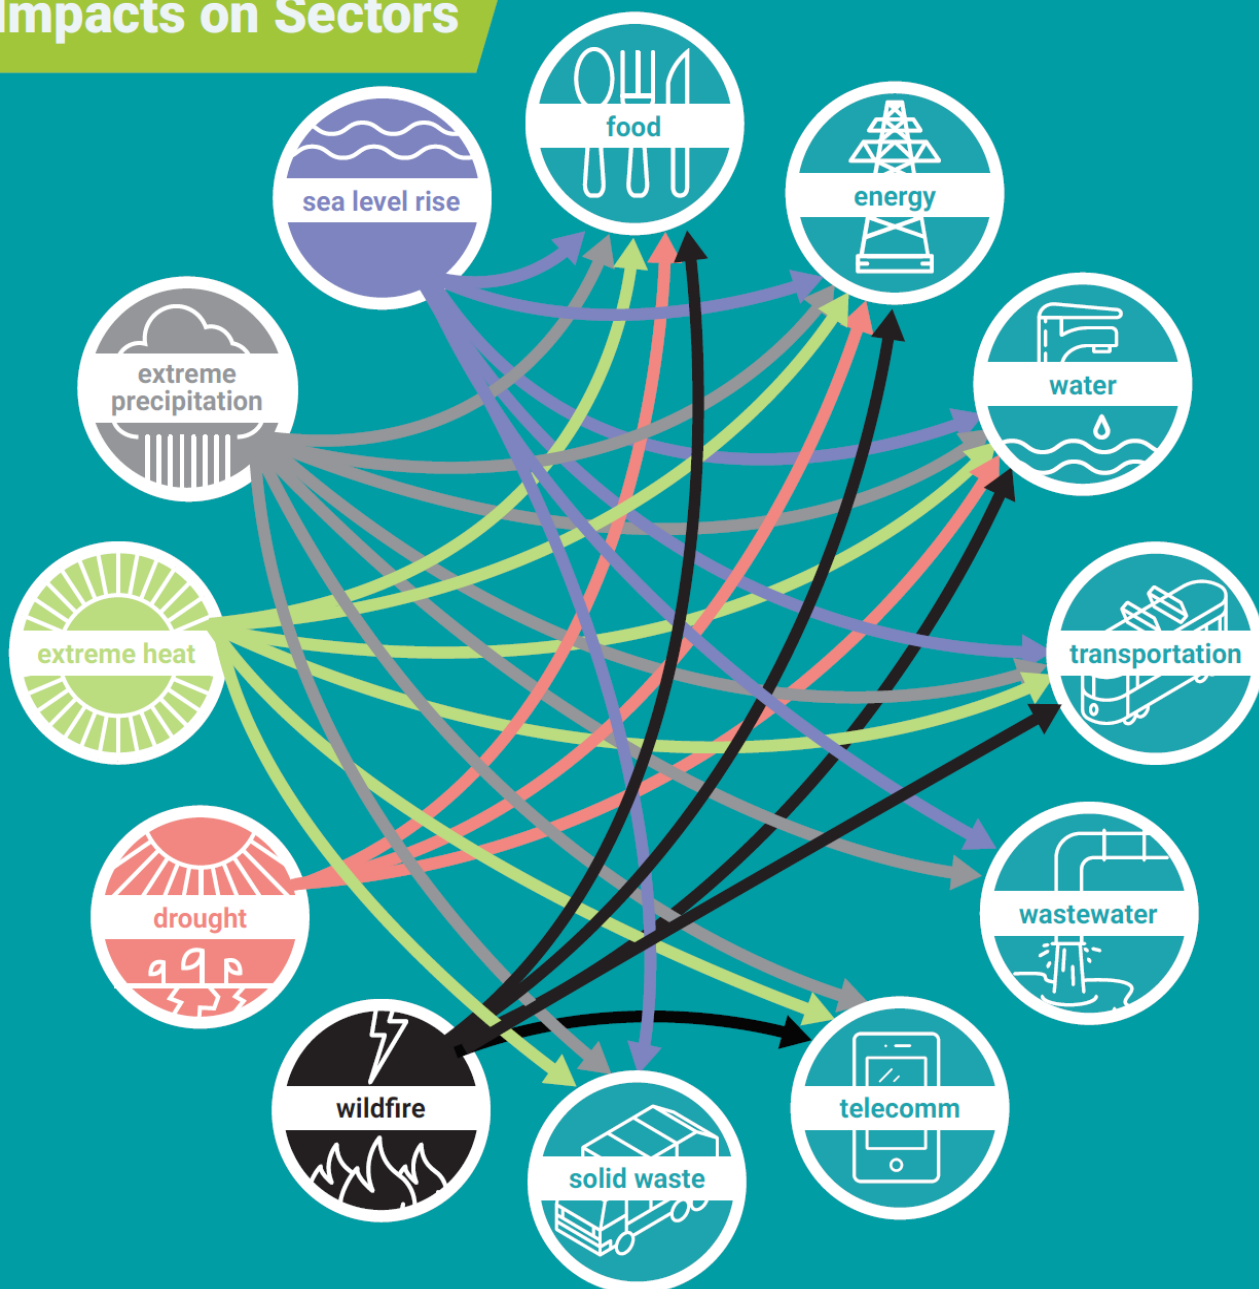 Impacts on Sectors
food
energy
sea level rise
water
extreme
precipitation
transportation
extreme heat
wastewater
drought
telecomm
wildfire
solid waste